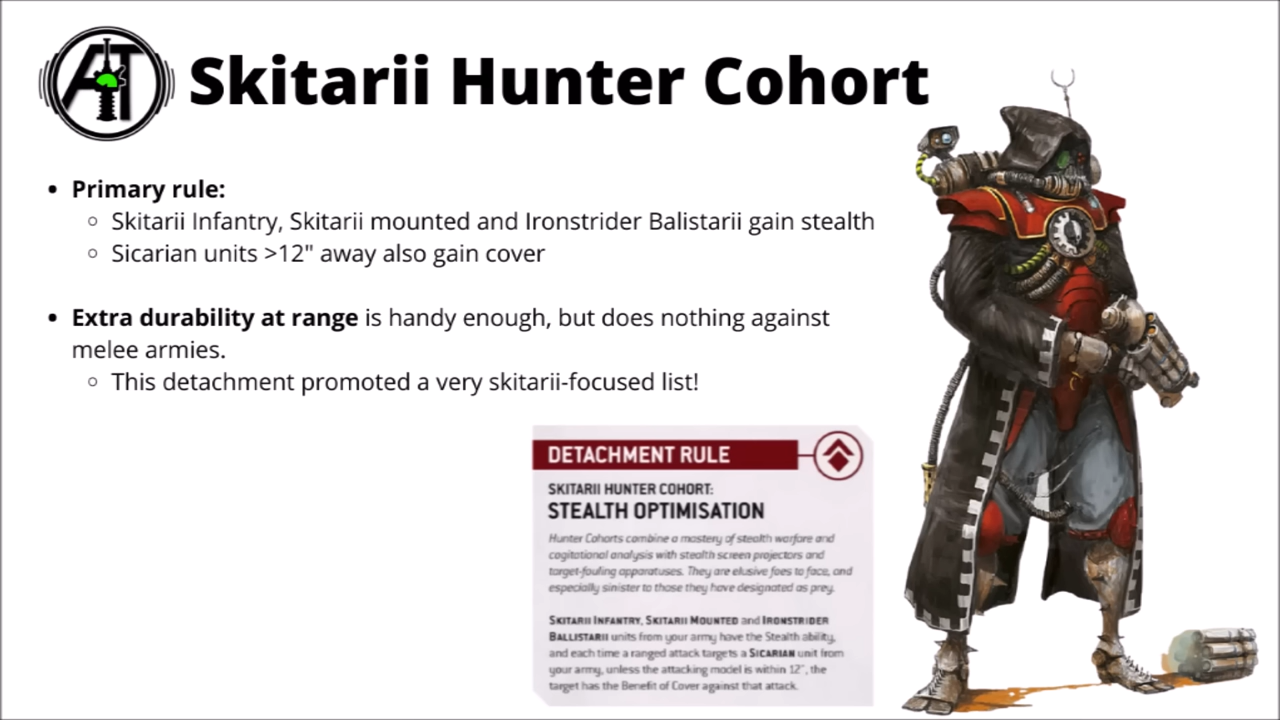 AT
Skitarii Hunter Cohort
• Primary rule:
○ Skitarii Infantry, Skitarii mounted and Ironstrider Balistarii gain stealth
○ Sicarian units >12" away also gain cover
• Extra durability at range is handy enough, but does nothing against
melee armies.
○ This detachment promoted a very skitarii-focused list!
DETACHMENT RULE
SKITARII HUNTER COHORT:
STEALTH OPTIMISATION
Hunter Cohorts combine a mastery of stealth warfare and
cogitational analysis with stealth screen projectors and
target-fouling apparatuses. They are elusive foes to face, and
especially sinister to those they have designated as prey.
SKITARII INFANTRY, SKITARII MOUNTED and IRONSTRIDER
BALLISTARII units from your army have the Stealth ability,
and each time a ranged attack targets a SICARIAN unit from
your army, unless the attacking model is within 12", the
target has the Benefit of Cover against that attack.